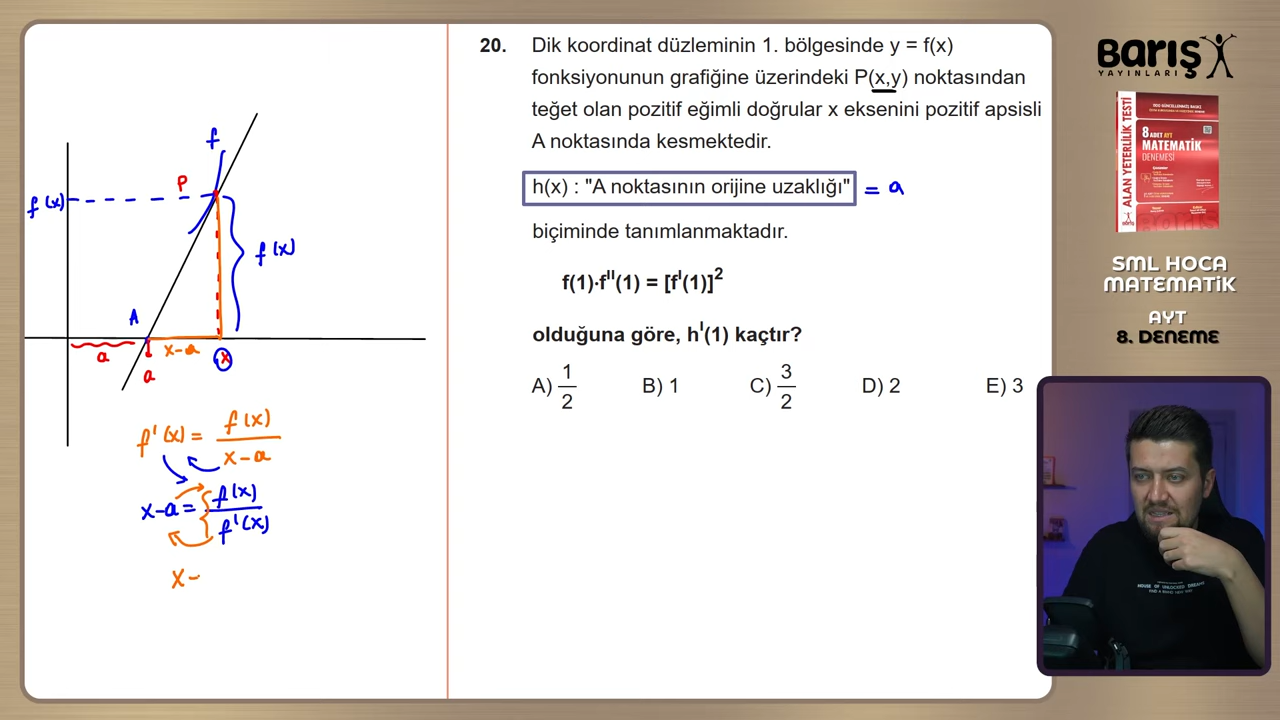 20. Dik koordinat düzleminin 1. bölgesinde y = f(x)
fonksiyonunun grafiğine üzerindeki P(x,y) noktasından
teğet olan pozitif eğimli doğrular x eksenini pozitif apsisli
A noktasında kesmektedir.
h(x) : "A noktasının orijine uzaklığı" = a
biçiminde tanımlanmaktadır.
f(1)·f''(1) = [f'(1)]²
olduğuna göre, h'(1) kaçtır?
A) 1/2 B) 1 C) 3/2 D) 2 E) 3
f
P
f(x)
f(x)
A
a
x-a
x
a
f'(x) = f(x)/(x-a)
x-a = f(x)/f'(x)
x-
BARIŞ
YAYINLARI
ALAN YETERLİLİK TESTİ
8 ADET AYT
MATEMATİK
DENEMESİ
SML HOCA
MATEMATİK
AYT
8. DENEME